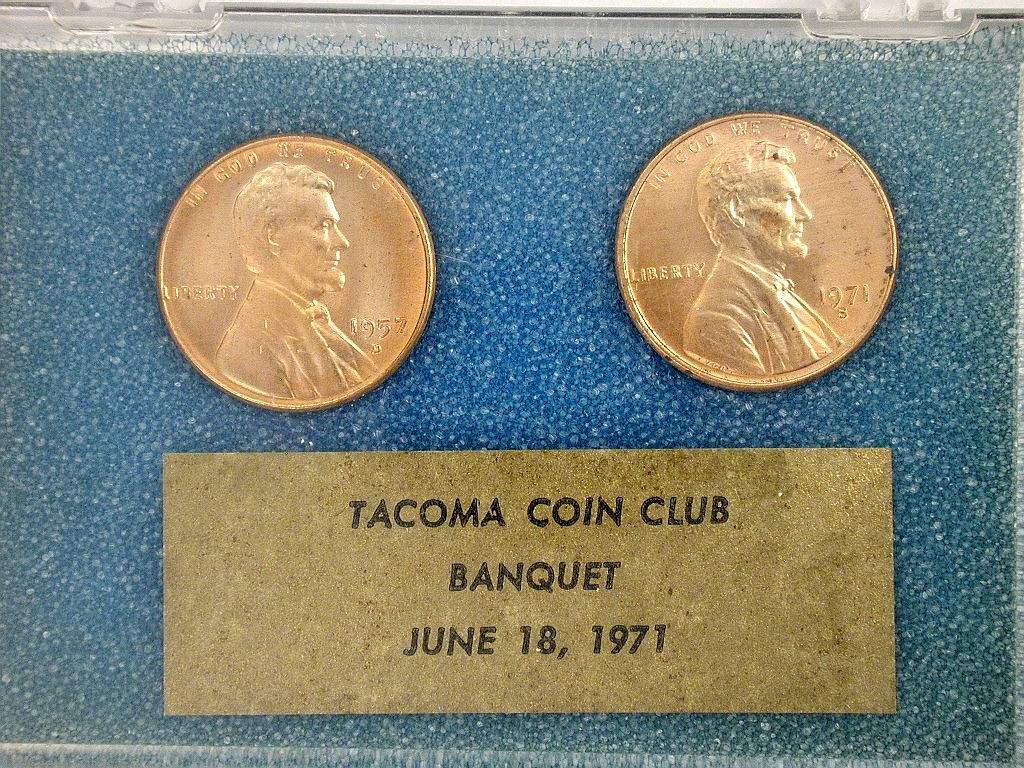 IN GOD WE TRUST
LIBERTY
1957
D
IN GOD WE TRUST
LIBERTY
1971
S
TACOMA COIN CLUB
BANQUET
JUNE 18, 1971